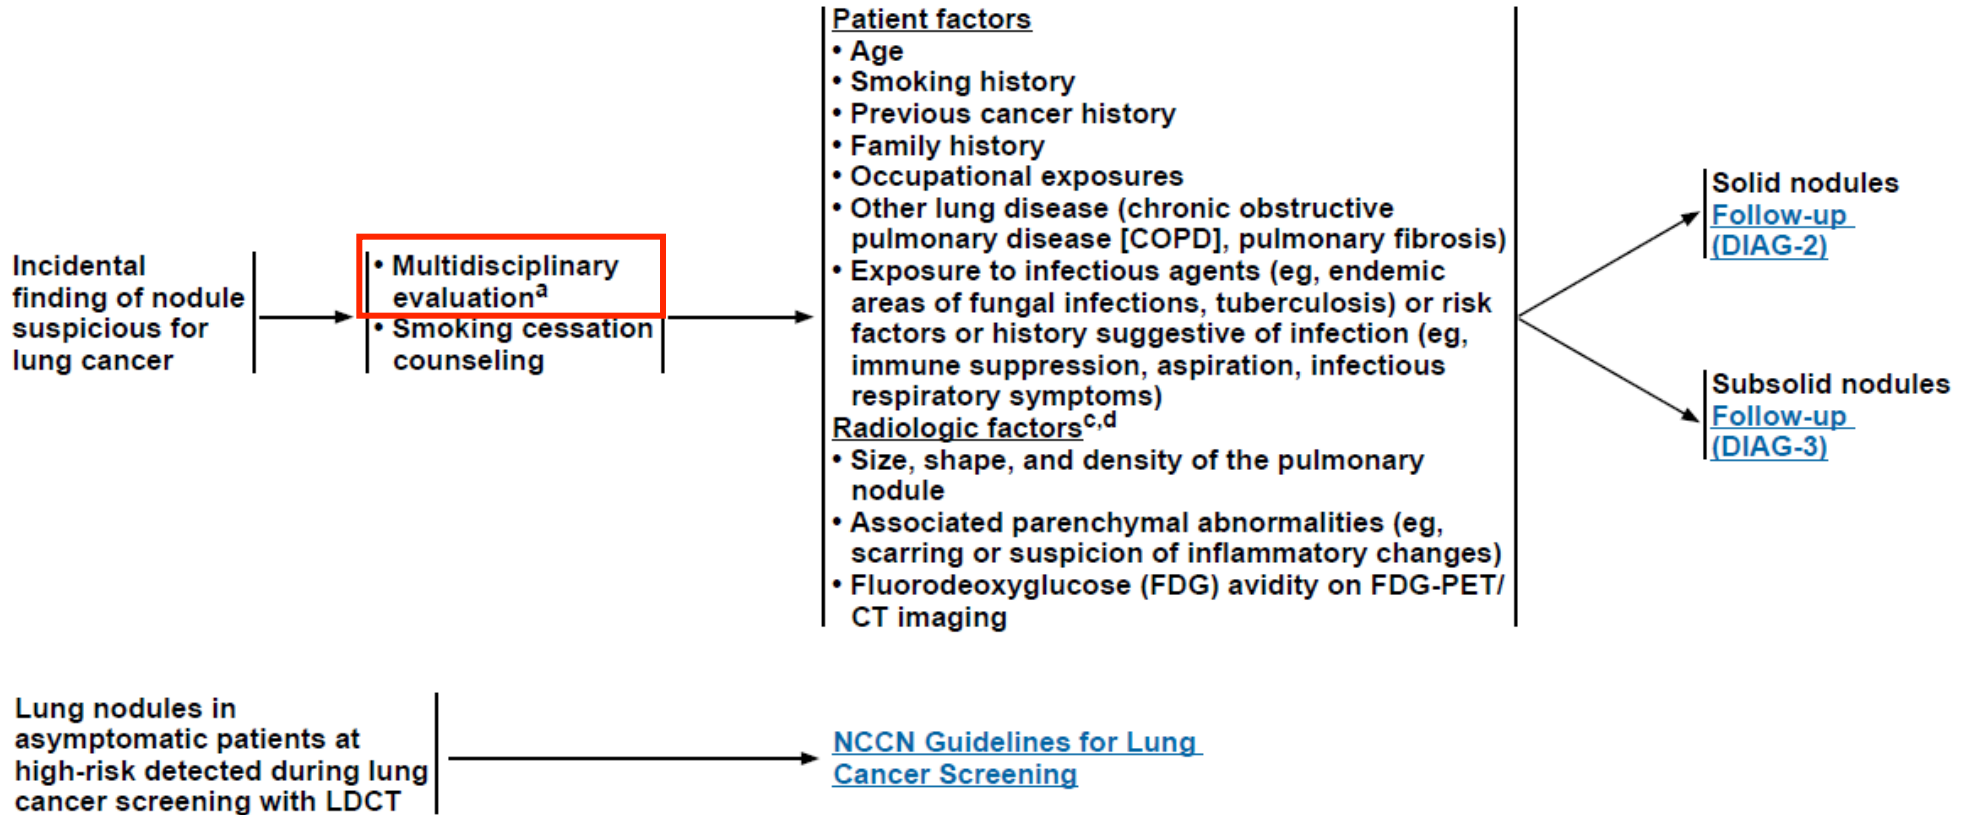 Incidental
finding of nodule
suspicious for
lung cancer
• Multidisciplinary
evaluationᵃ
• Smoking cessation
counseling
Patient factors
• Age
• Smoking history
• Previous cancer history
• Family history
• Occupational exposures
• Other lung disease (chronic obstructive
pulmonary disease [COPD], pulmonary fibrosis)
• Exposure to infectious agents (eg, endemic
areas of fungal infections, tuberculosis) or risk
factors or history suggestive of infection (eg,
immune suppression, aspiration, infectious
respiratory symptoms)
Radiologic factorsᶜ,ᵈ
• Size, shape, and density of the pulmonary
nodule
• Associated parenchymal abnormalities (eg,
scarring or suspicion of inflammatory changes)
• Fluorodeoxyglucose (FDG) avidity on FDG-PET/
CT imaging
Solid nodules
Follow-up
(DIAG-2)
Subsolid nodules
Follow-up
(DIAG-3)
Lung nodules in
asymptomatic patients at
high-risk detected during lung
cancer screening with LDCT
NCCN Guidelines for Lung
Cancer Screening